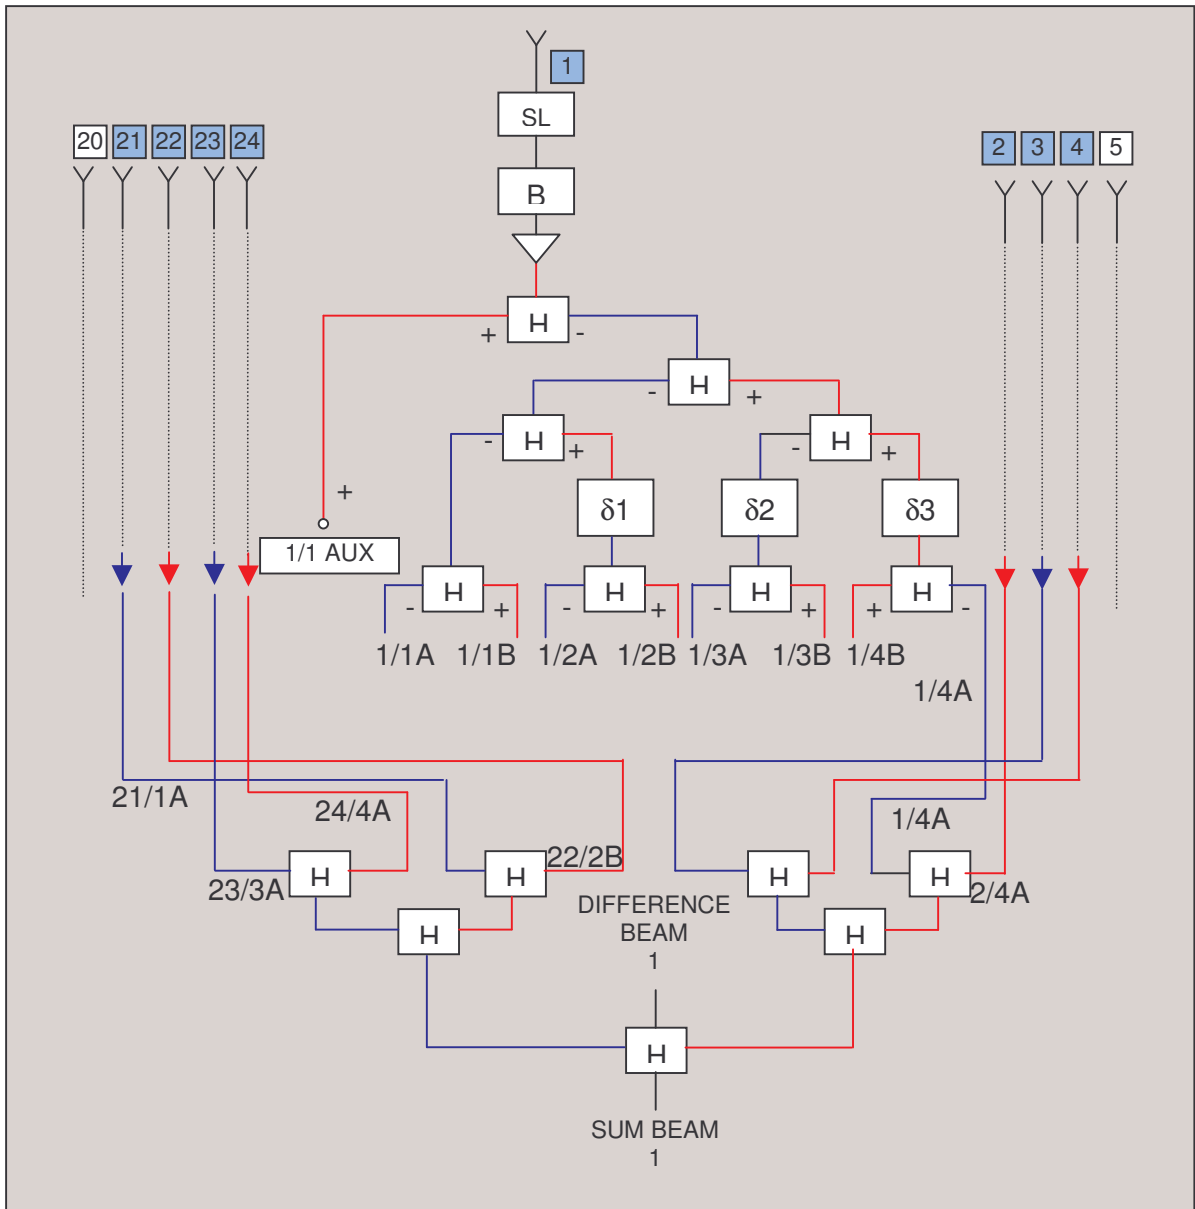 1
SL
20 21 22 23 24
2 3 4 5
B
H
+ -
H
- +
H H
- + - +
+
δ1 δ2 δ3
1/1 AUX
H H H H
- + - + - + + -
1/1A 1/1B 1/2A 1/2B 1/3A 1/3B 1/4B
1/4A
21/1A 24/4A 1/4A
22/2B
H H H H
23/3A 2/4A
DIFFERENCE
BEAM
1
H H
H
SUM BEAM
1